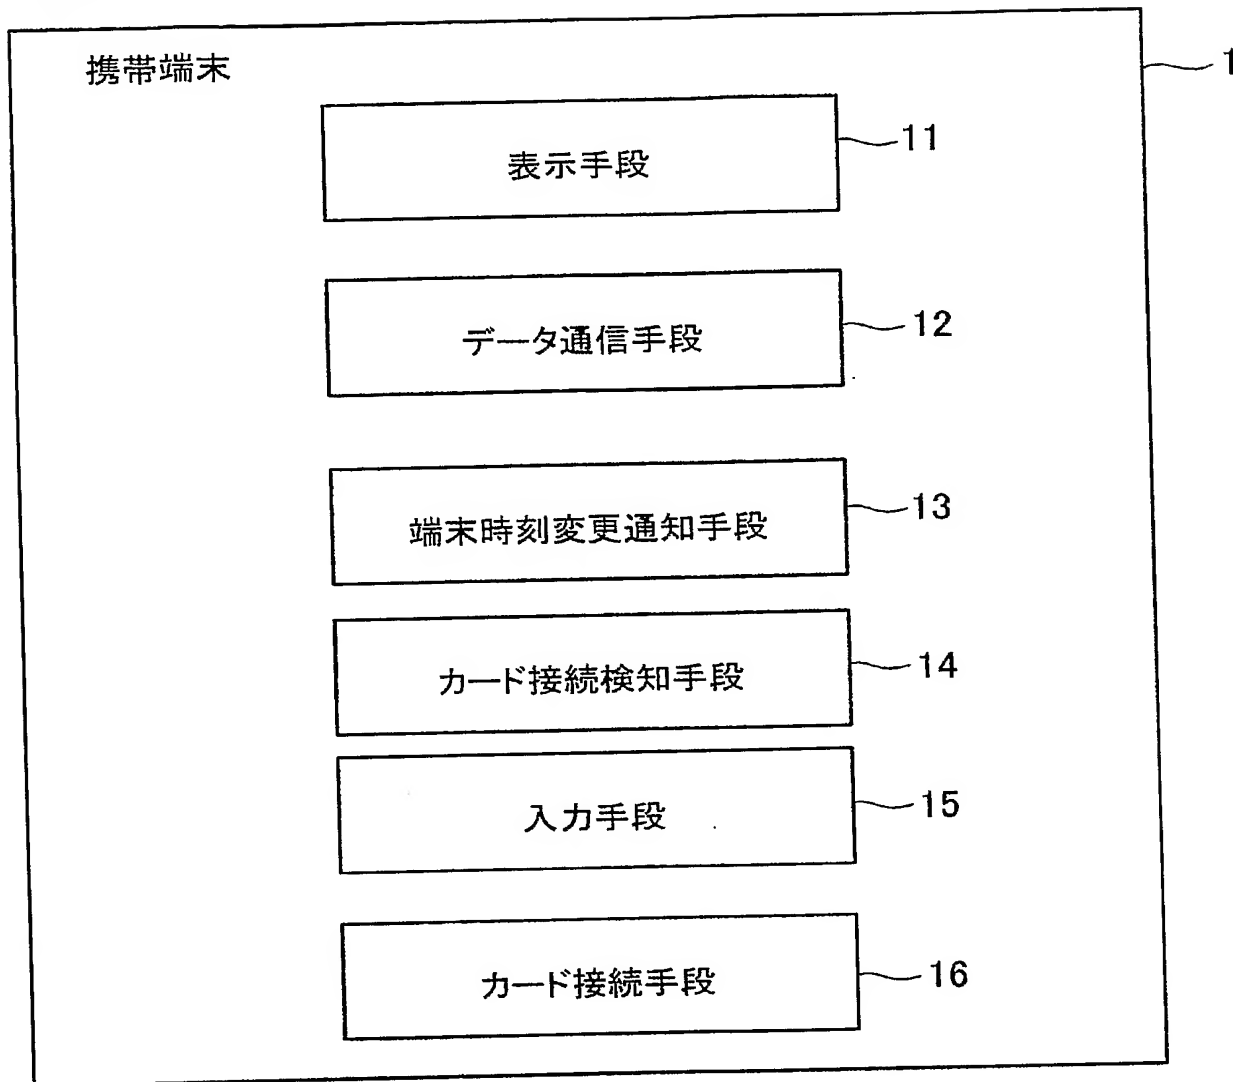 携帯端末
1
表示手段
11
データ通信手段
12
端末時刻変更通知手段
13
カード接続検知手段
14
入力手段
15
カード接続手段
16